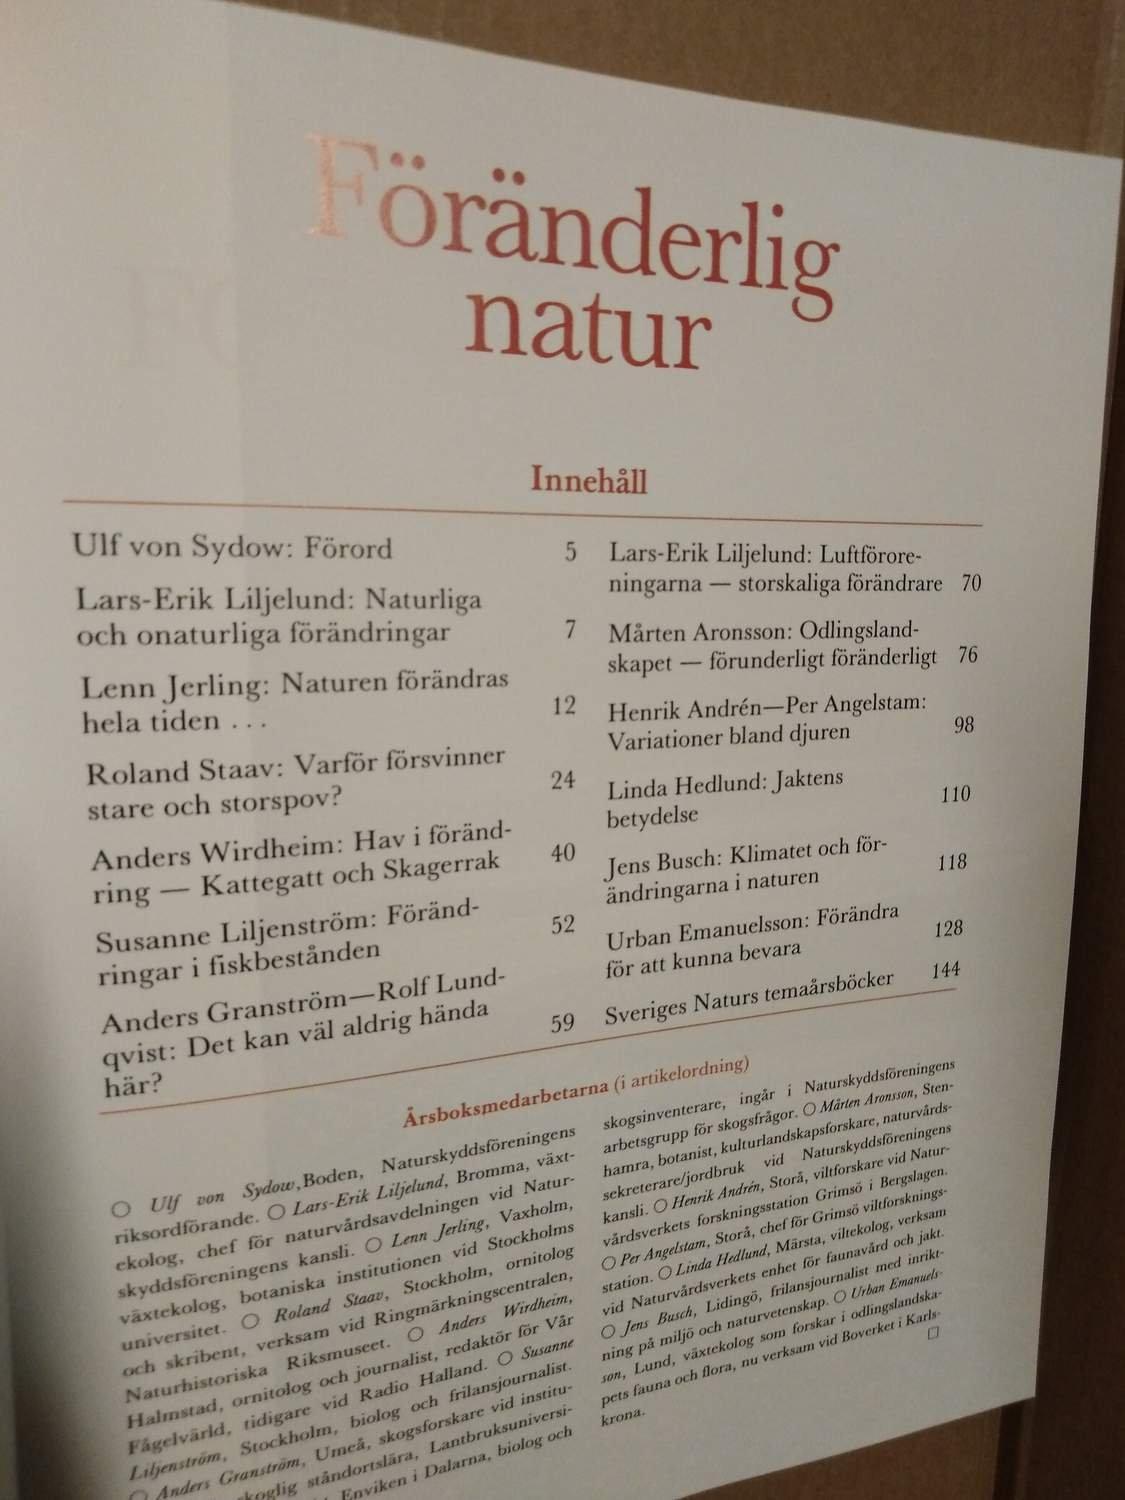 Föränderlig
natur
Innehåll
Ulf von Sydow: Förord 5
Lars-Erik Liljelund: Naturliga
och onaturliga förändringar 7
Lenn Jerling: Naturen förändras
hela tiden . . . 12
Roland Staav: Varför försvinner
stare och storspov? 24
Anders Wirdheim: Hav i föränd-
ring — Kattegatt och Skagerrak 40
Susanne Liljenström: Föränd-
ringar i fiskbestånden 52
Anders Granström—Rolf Lund-
qvist: Det kan väl aldrig hända
här? 59
Lars-Erik Liljelund: Luftförore-
ningarna — storskaliga förändrare 70
Mårten Aronsson: Odlingsland-
skapet — förunderligt föränderligt 76
Henrik Andrén—Per Angelstam:
Variationer bland djuren 98
Linda Hedlund: Jaktens
betydelse 110
Jens Busch: Klimatet och för-
ändringarna i naturen 118
Urban Emanuelsson: Förändra
för att kunna bevara 128
Sveriges Naturs temaårsböcker 144
Årsboksmedarbetarna (i artikelordning)
○ Ulf von Sydow, Boden, Naturskyddsföreningens
riksordförande. ○ Lars-Erik Liljelund, Bromma, växt-
ekolog, chef för naturvårdsavdelningen vid Natur-
skyddsföreningens kansli. ○ Lenn Jerling, Vaxholm,
växtekolog, botaniska institutionen vid Stockholms
universitet. ○ Roland Staav, Stockholm, ornitolog
och skribent, verksam vid Ringmärkningscentralen,
Naturhistoriska Riksmuseet. ○ Anders Wirdheim,
Halmstad, ornitolog och journalist, redaktör för Vår
Fågelvärld, tidigare vid Radio Halland. ○ Susanne
Liljenström, Stockholm, biolog och frilansjournalist.
○ Anders Granström, Umeå, skogsforskare vid institu-
skoglig ståndortslära, Lantbruksuniversi-
Enviken i Dalarna, biolog och
skogsinventerare, ingår i Naturskyddsföreningens
arbetsgrupp för skogsfrågor. ○ Mårten Aronsson, Sten-
hamra, botanist, kulturlandskapsforskare, naturvårds-
sekreterare/jordbruk vid Naturskyddsföreningens
kansli. ○ Henrik Andrén, Storå, viltforskare vid Natur-
vårdsverkets forskningsstation Grimsö i Bergslagen.
○ Per Angelstam, Storå, chef för Grimsö viltforsknings-
station. ○ Linda Hedlund, Märsta, viltekolog, verksam
vid Naturvårdsverkets enhet för faunavård och jakt.
○ Jens Busch, Lidingö, frilansjournalist med inrikt-
ning på miljö och naturvetenskap. ○ Urban Emanuels-
son, Lund, växtekolog som forskar i odlingslandska-
pets fauna och flora, nu verksam vid Boverket i Karls-
krona. □